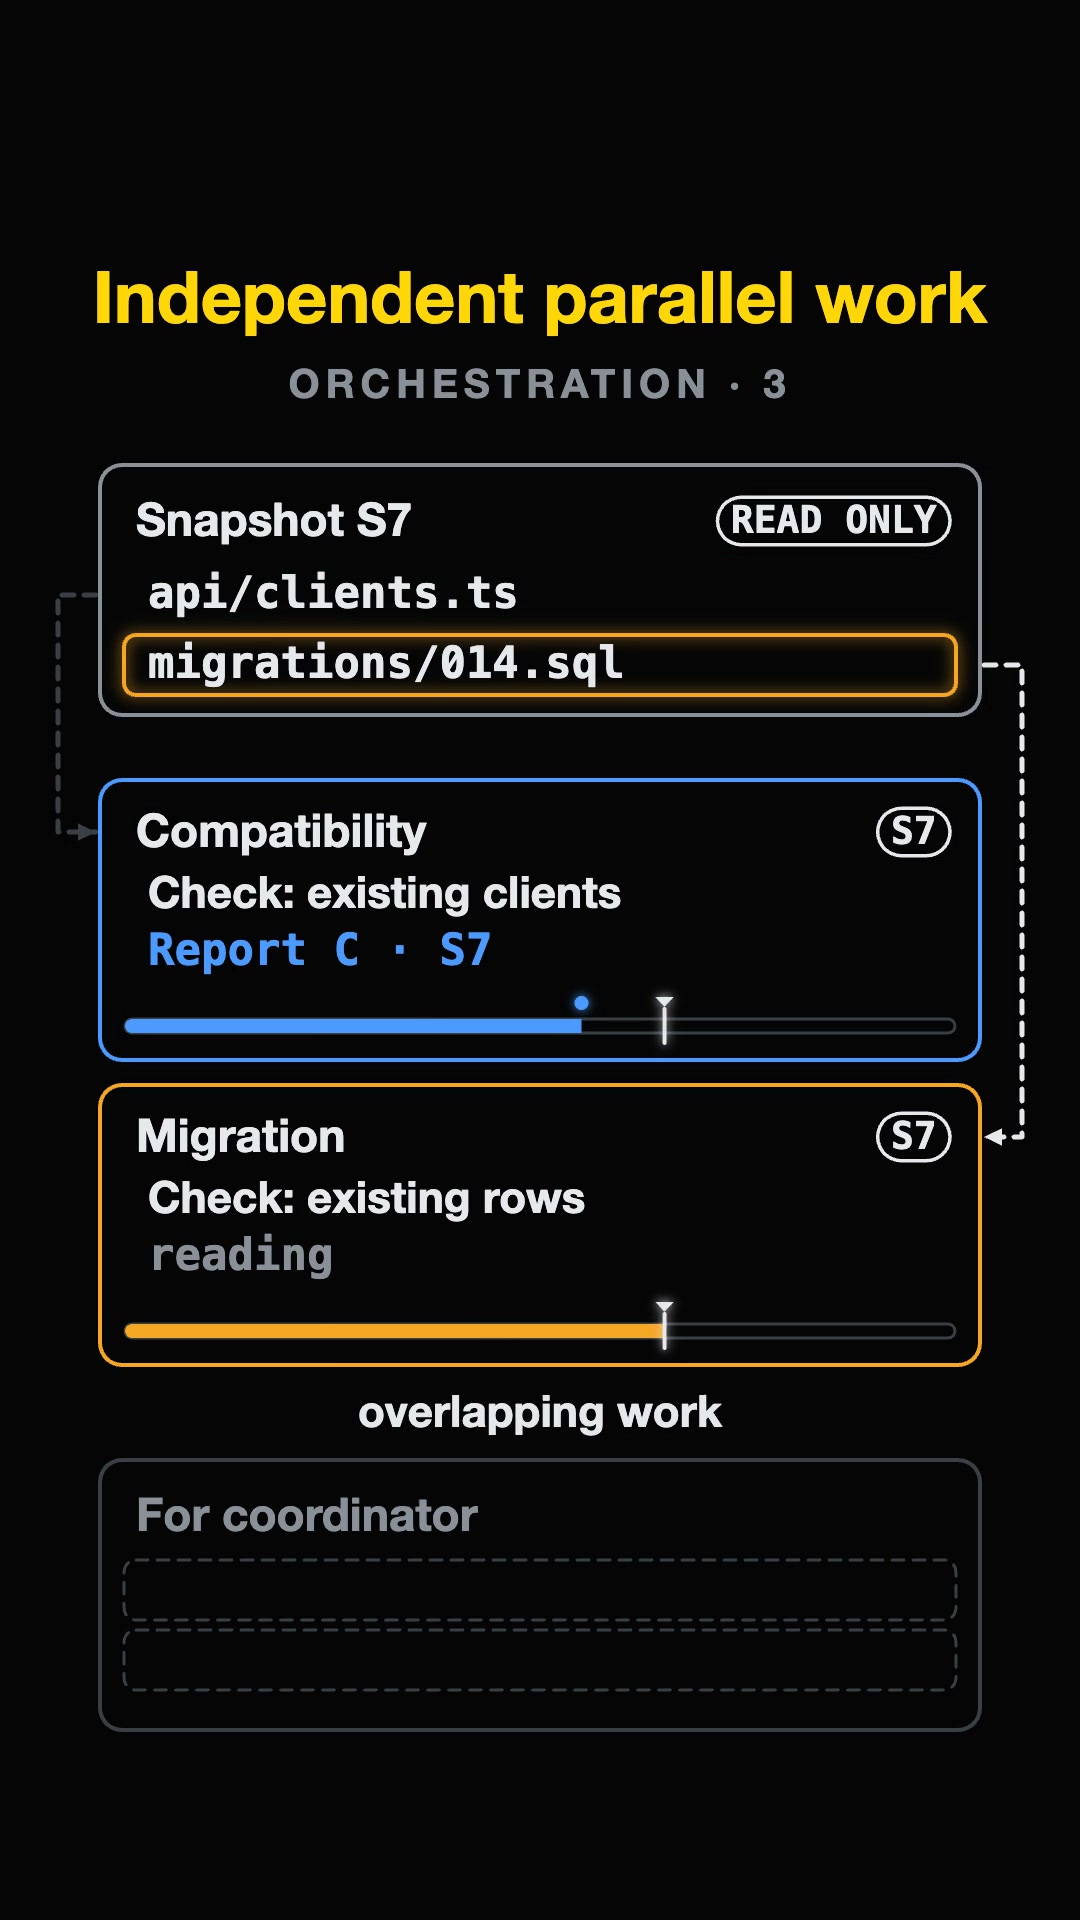 Independent parallel work
ORCHESTRATION · 3
Snapshot S7 READ ONLY
api/clients.ts
migrations/014.sql
Compatibility S7
Check: existing clients
Report C · S7
Migration S7
Check: existing rows
reading
overlapping work
For coordinator